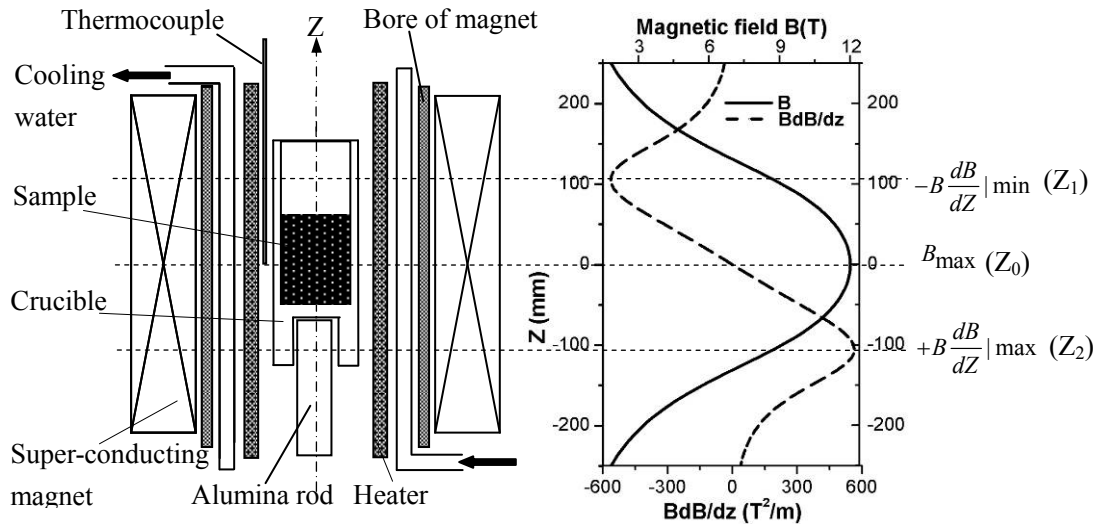 Thermocouple
Z
Bore of magnet
Cooling
water
Sample
Crucible
Super-conducting
magnet
Alumina rod
Heater
Magnetic field B(T)
3 6 9 12
B
BdB/dz
200 200
100 100
0 0
-100 -100
-200 -200
Z (mm)
-600 -300 0 300 600
BdB/dz (T²/m)
−B dB/dZ | min (Z₁)
Bmax (Z₀)
+B dB/dZ | max (Z₂)